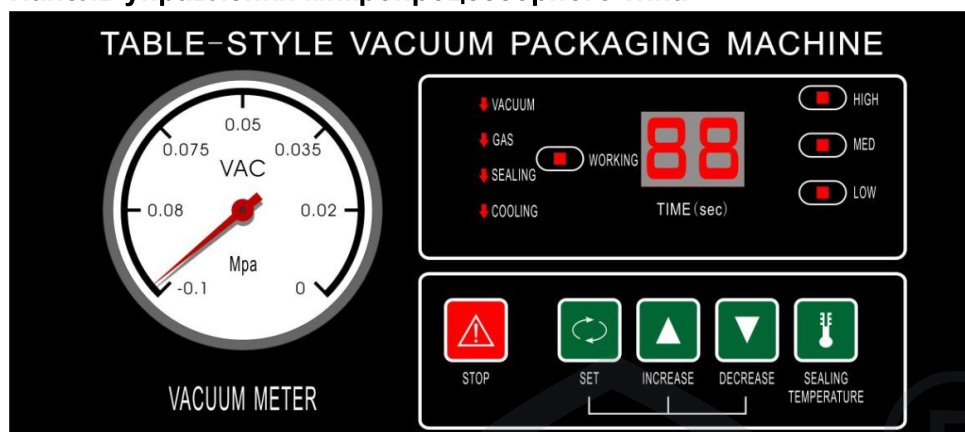 TABLE-STYLE VACUUM PACKAGING MACHINE
0.05
0.075
0.035
VAC
0.08
0.02
Mpa
-0.1
0
VACUUM METER
VACUUM
GAS
SEALING
COOLING
WORKING
88
TIME(sec)
HIGH
MED
LOW
STOP
SET
INCREASE
DECREASE
SEALING
TEMPERATURE